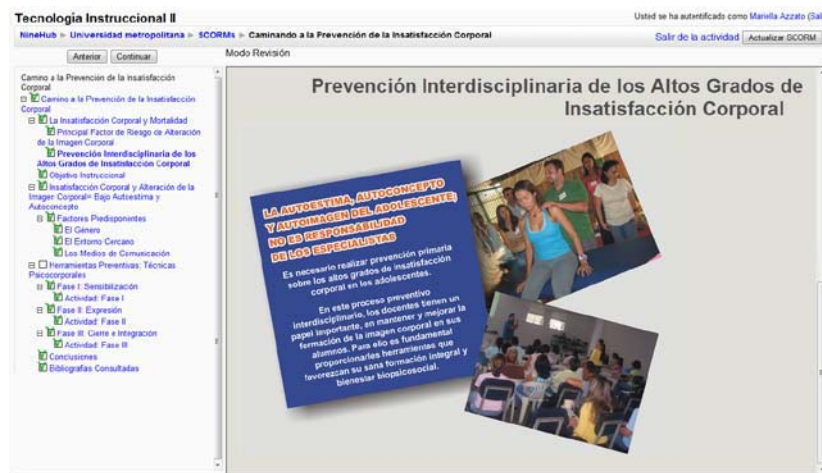 Tecnología Instruccional II
Usted se ha autentificado como Mariella Azzato (Sal
NineHub ► Universidad metropolitana ► SCORMs ► Caminando a la Prevención de la Insatisfacción Corporal
Salir de la actividad Actualizar SCORM
Anterior Continuar Modo Revisión
Camino a la Prevención de la Insatisfacción
Corporal
Camino a la Prevención de la Insatisfacción
Corporal
La Insatisfacción Corporal y Mortalidad
Principal Factor de Riesgo de Alteración
de la Imagen Corporal
Prevención Interdisciplinaria de los
Altos Grados de Insatisfacción Corporal
Objetivo Instruccional
Insatisfacción Corporal y Alteración de la
Imagen Corporal= Bajo Autoestima y
Autoconcepto
Factores Predisponentes
El Género
El Entorno Cercano
Los Medios de Comunicación
Herramientas Preventivas: Técnicas
Psicocorporales
Fase I: Sensibilización
Actividad: Fase I
Fase II: Expresión
Actividad: Fase II
Fase III: Cierre e Integración
Actividad: Fase III
Conclusiones
Bibliografías Consultadas
Prevención Interdisciplinaria de los Altos Grados de
Insatisfacción Corporal
LA AUTOESTIMA, AUTOCONCEPTO
Y AUTOIMAGEN DEL ADOLESCENTE;
NO ES RESPONSABILIDAD
DE LOS ESPECIALISTAS
Es necesario realizar prevención primaria
sobre los altos grados de insatisfacción
corporal en los adolescentes.
En este proceso preventivo
interdisciplinario, los docentes tienen un
papel importante, en mantener y mejorar la
formación de la imagen corporal en sus
alumnos. Para ello es fundamental
proporcionarles herramientas que
favorezcan su sana formación integral y
bienestar biopsicosocial.